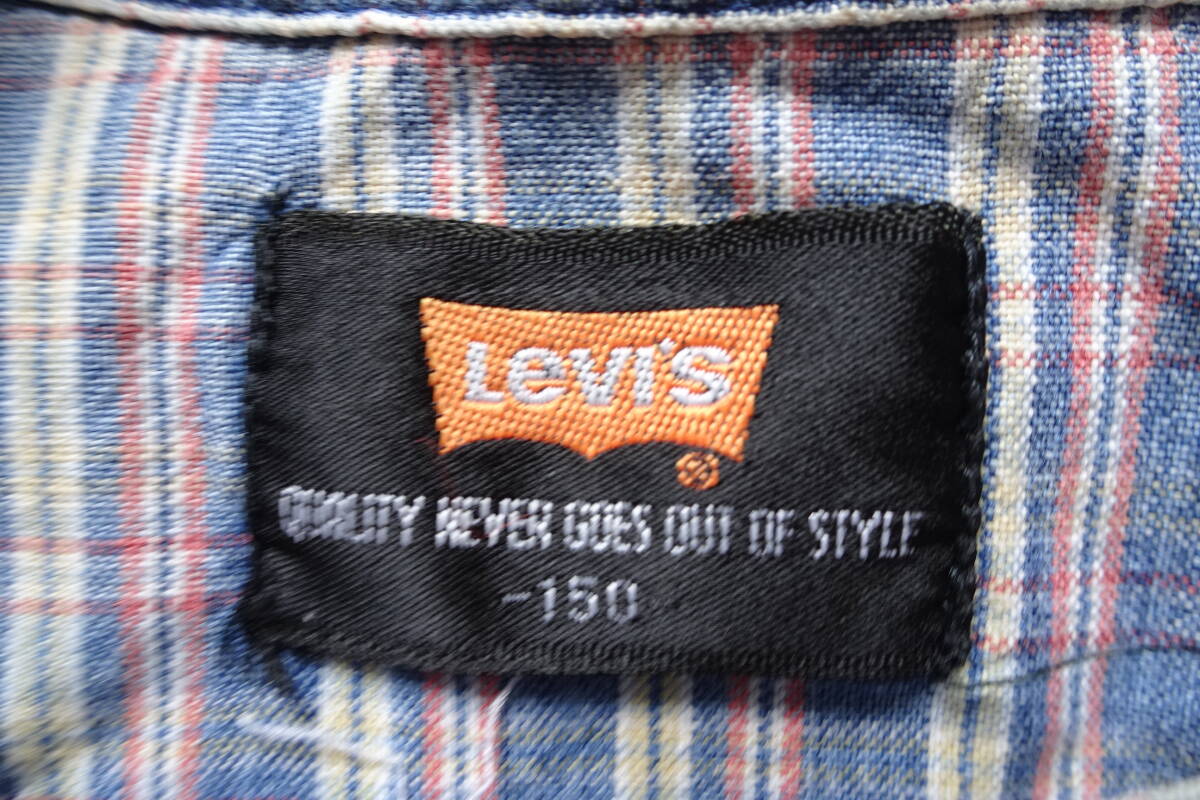 Levi's
®
QUALITY NEVER GOES OUT OF STYLE
-150